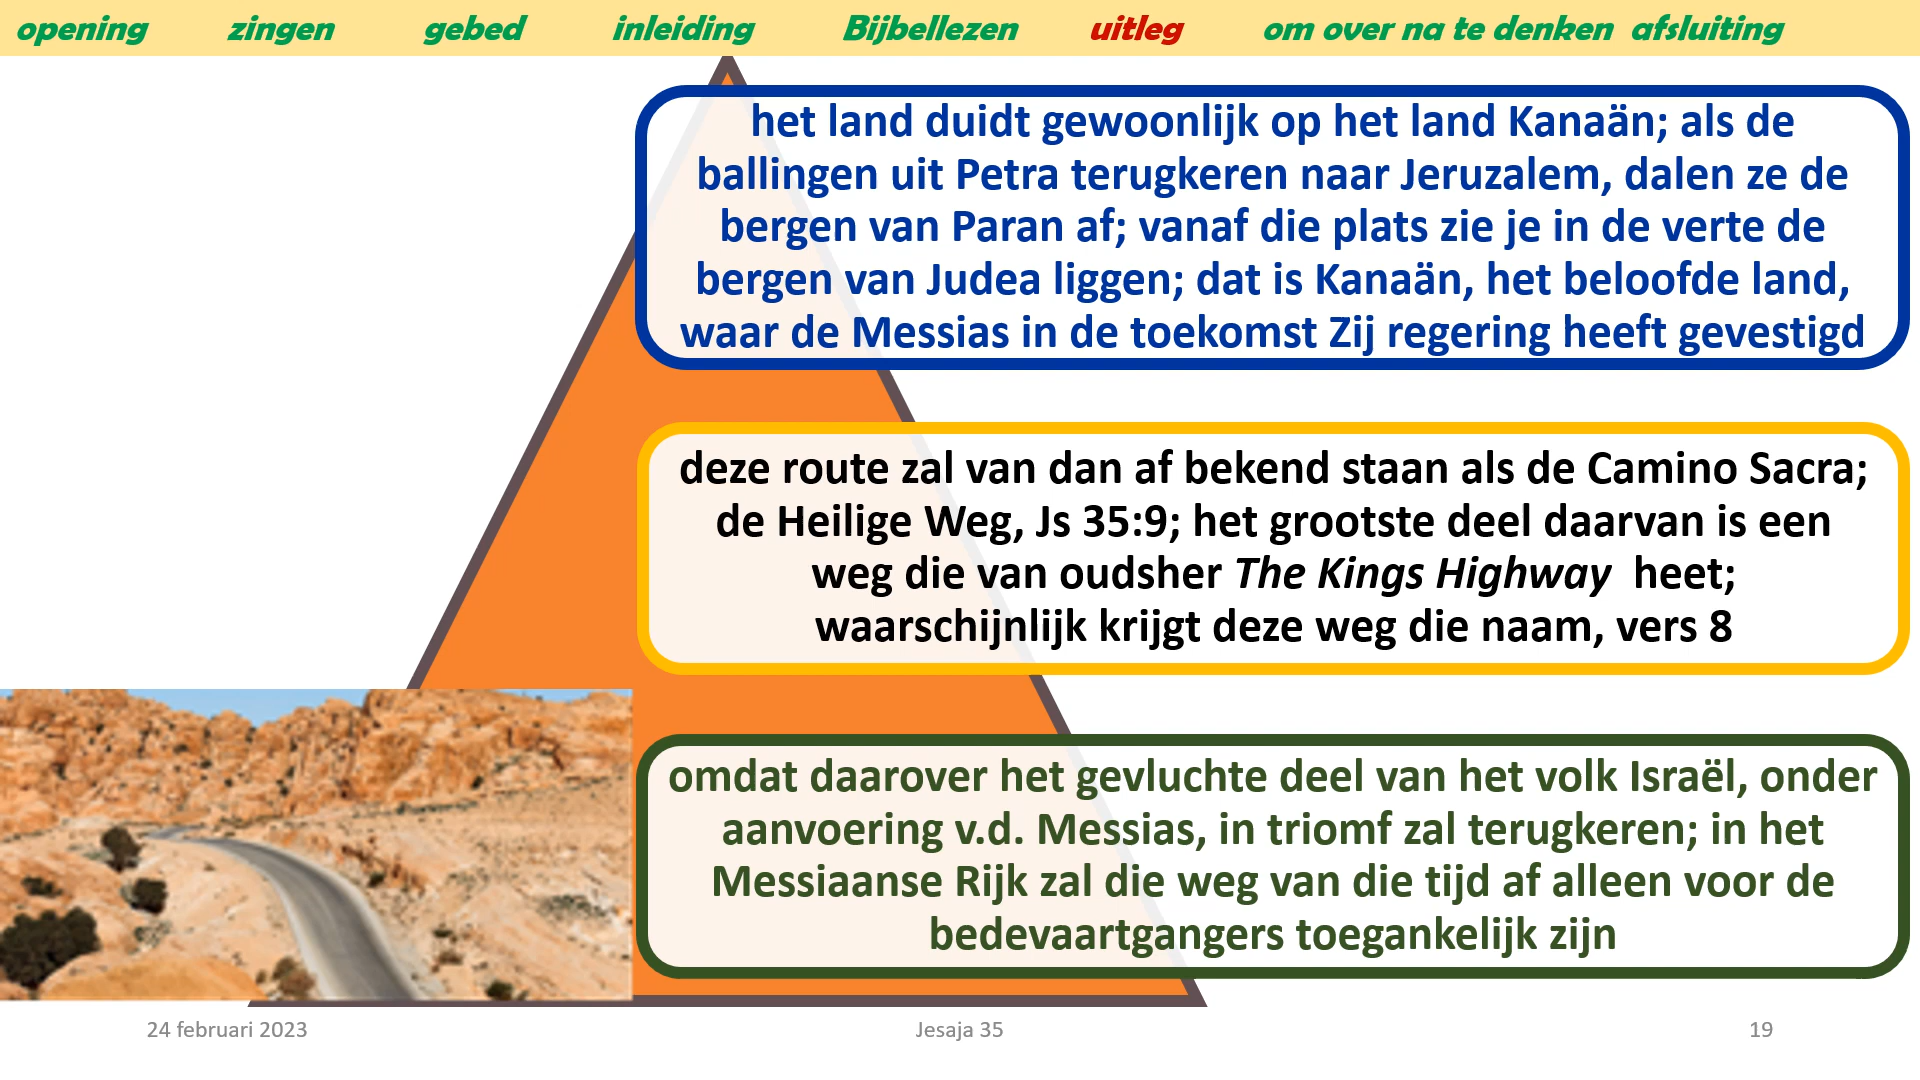 opening zingen gebed inleiding Bijbellezen uitleg om over na te denken afsluiting
het land duidt gewoonlijk op het land Kanaän; als de
ballingen uit Petra terugkeren naar Jeruzalem, dalen ze de
bergen van Paran af; vanaf die plats zie je in de verte de
bergen van Judea liggen; dat is Kanaän, het beloofde land,
waar de Messias in de toekomst Zij regering heeft gevestigd
deze route zal van dan af bekend staan als de Camino Sacra;
de Heilige Weg, Js 35:9; het grootste deel daarvan is een
weg die van oudsher The Kings Highway heet;
waarschijnlijk krijgt deze weg die naam, vers 8
omdat daarover het gevluchte deel van het volk Israël, onder
aanvoering v.d. Messias, in triomf zal terugkeren; in het
Messiaanse Rijk zal die weg van die tijd af alleen voor de
bedevaartgangers toegankelijk zijn
24 februari 2023 Jesaja 35 19